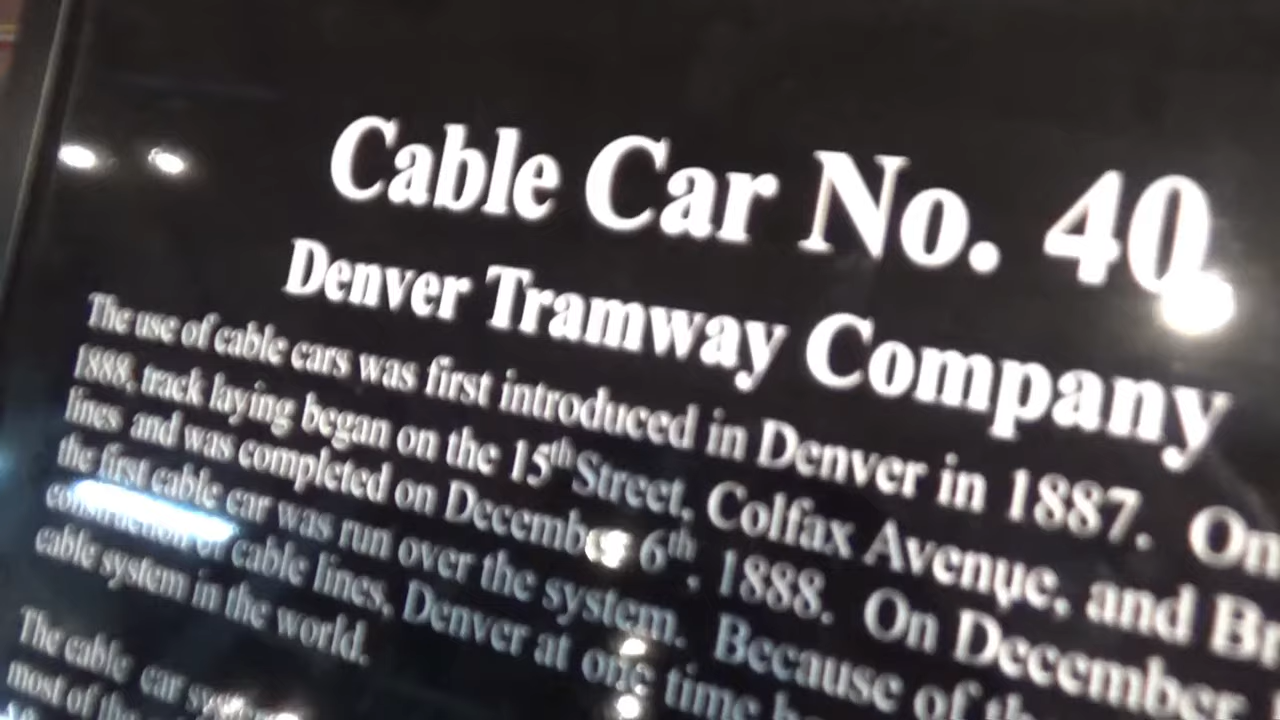 Cable Car No. 40
Denver Tramway Company
The use of cable cars was first introduced in Denver in 1887. On
1888, track laying began on the 15th Street, Colfax Avenue, and
lines and was completed on December 6th, 1888. On December
the first cable car was run over the system. Because of
construction of cable lines, Denver at one time
cable system in the world.
The cable car
most of the